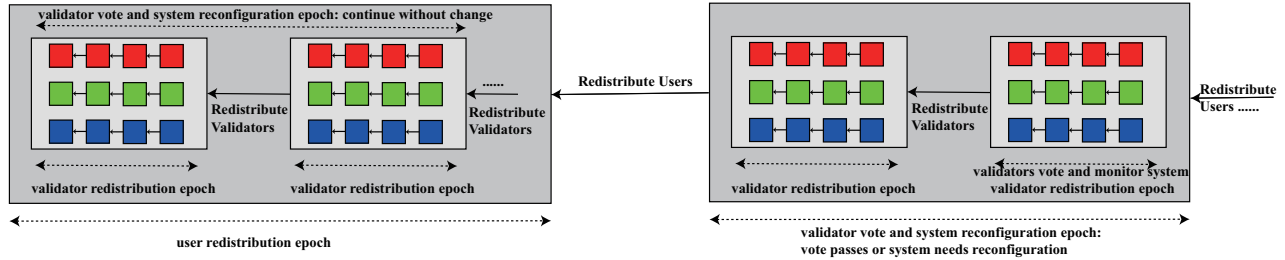 validator vote and system reconfiguration epoch: continue without change
......
Redistribute
Validators
Redistribute
Validators
validator redistribution epoch
validator redistribution epoch
user redistribution epoch
Redistribute Users
Redistribute
Validators
Redistribute
Users ......
validator redistribution epoch
validators vote and monitor system
validator redistribution epoch
validator vote and system reconfiguration epoch:
vote passes or system needs reconfiguration